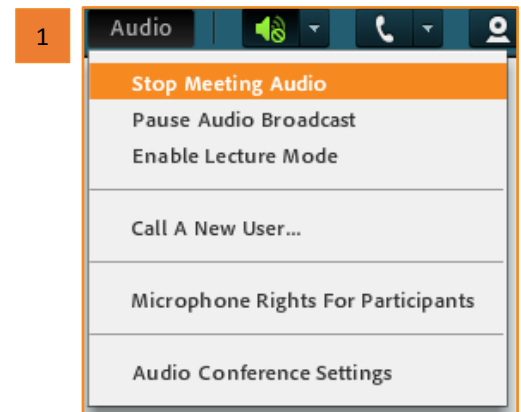 1
Audio
Stop Meeting Audio
Pause Audio Broadcast
Enable Lecture Mode
Call A New User...
Microphone Rights For Participants
Audio Conference Settings